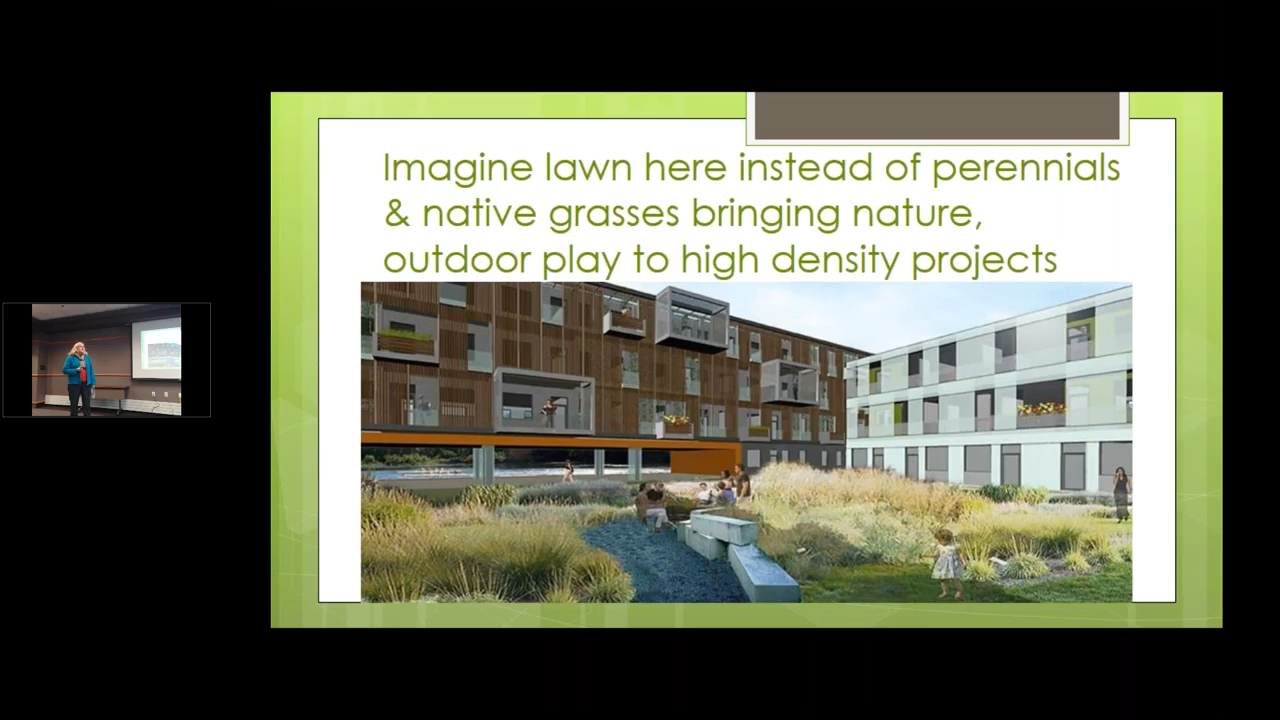 Imagine lawn here instead of perennials
& native grasses bringing nature,
outdoor play to high density projects